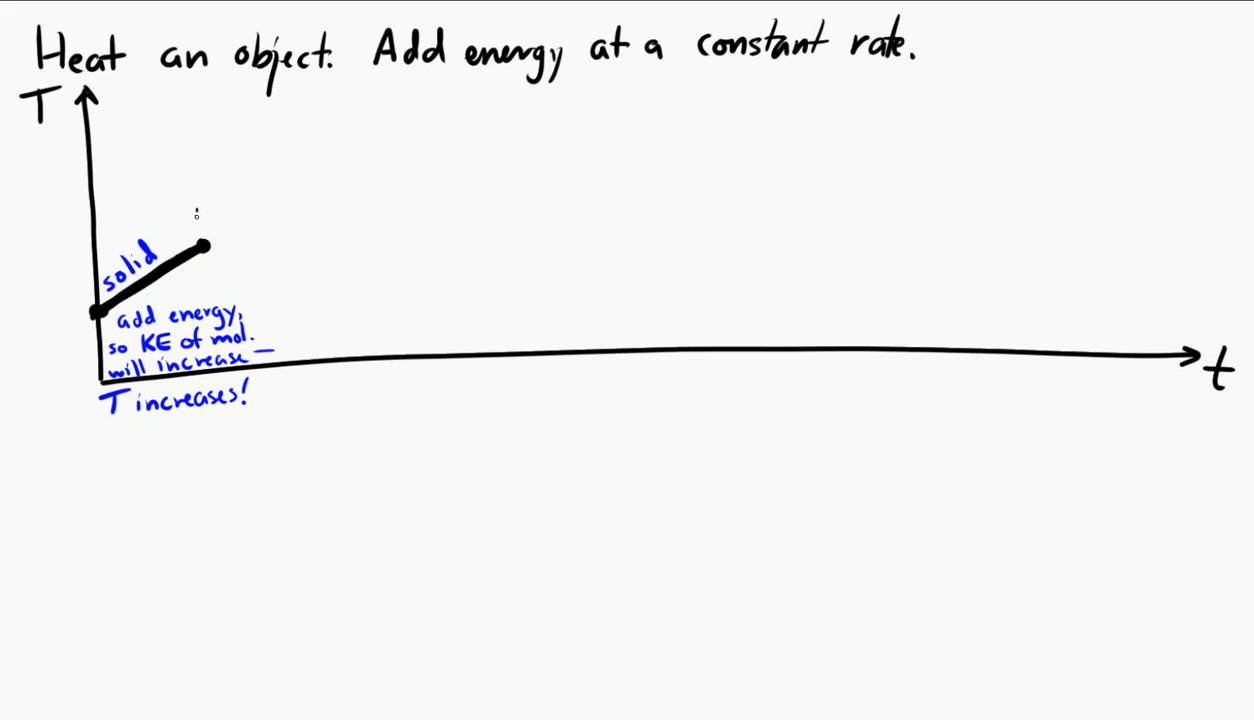 Heat an object. Add energy at a constant rate.
T
solid
add energy,
so KE of mol.
will increase
T increases!
t